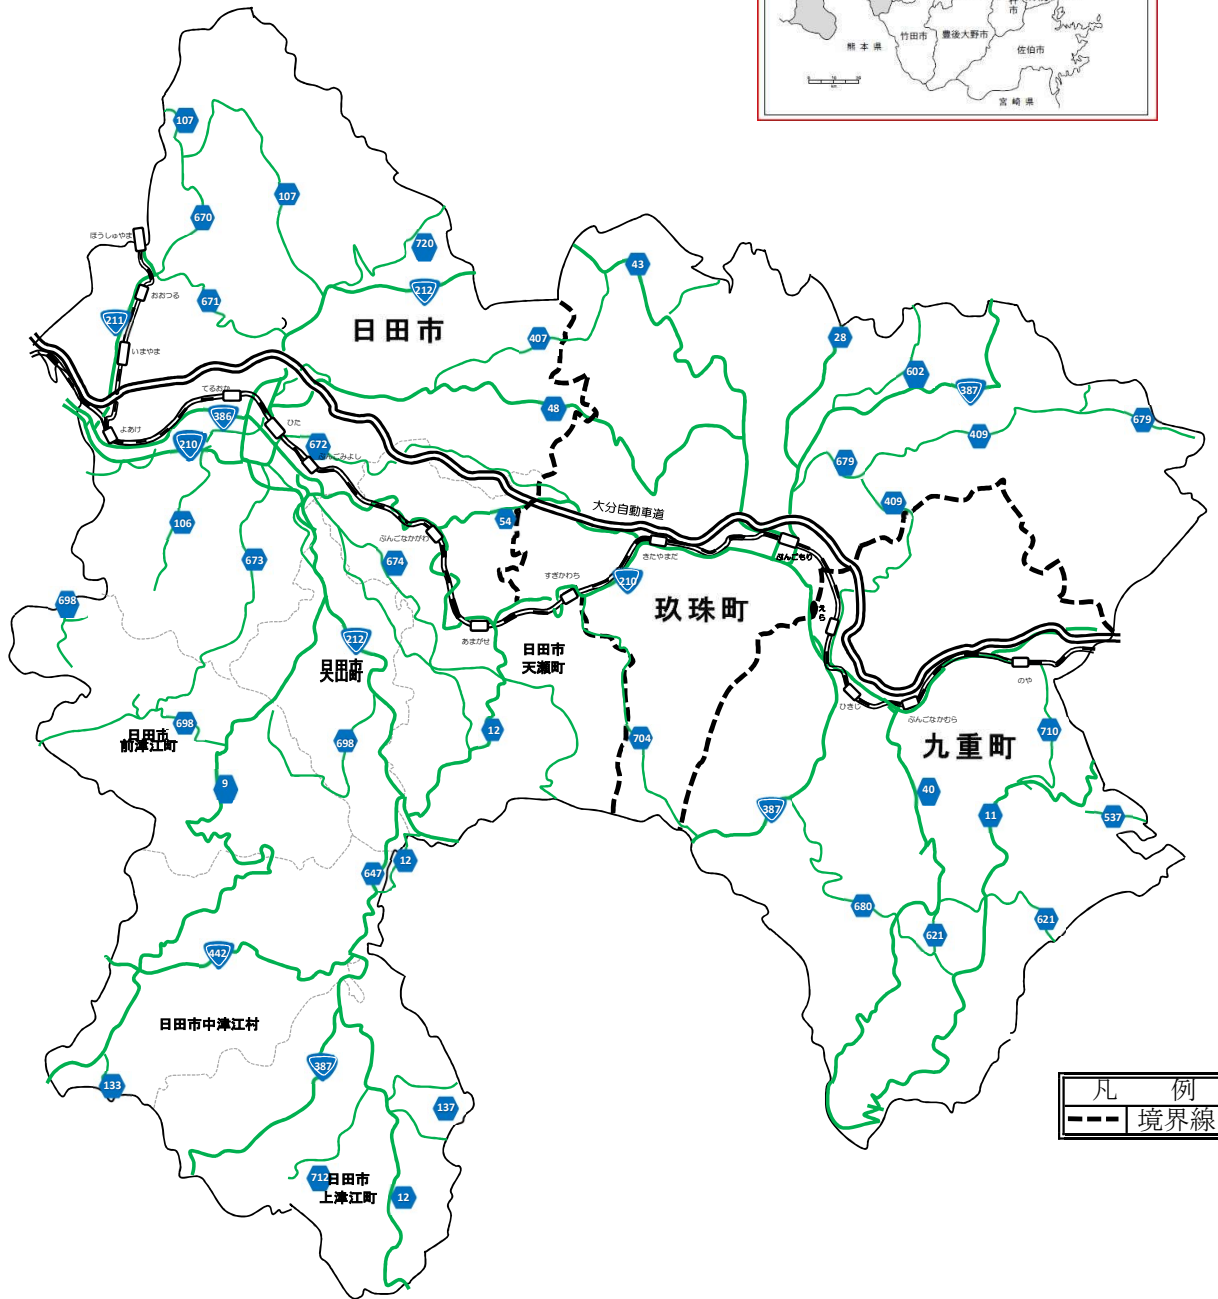 竹田市
豊後大野市
佐伯市
熊本県
宮崎県
107
107
670
720
ほうしゅやま
おおつる
671
212
43
211
日田市
いまやま
407
28
602
387
てるおか
48
386
ひた
よあけ
210
672
679
409
679
409
大分自動車道
54
106
ぶんごなかがわ
673
674
きたやまだ
ぶんごもり
すぎかわち
210
玖珠町
698
えら
212
あまがせ
日田市
天瀬町
日田市
大山町
のや
ひきじ
ぶんごなかむら
698
日田市
前津江町
698
12
704
710
九重町
9
40
387
11
537
12
647
680
621
621
442
日田市中津江村
387
133
137
凡例
境界線
712
日田市
上津江町
12